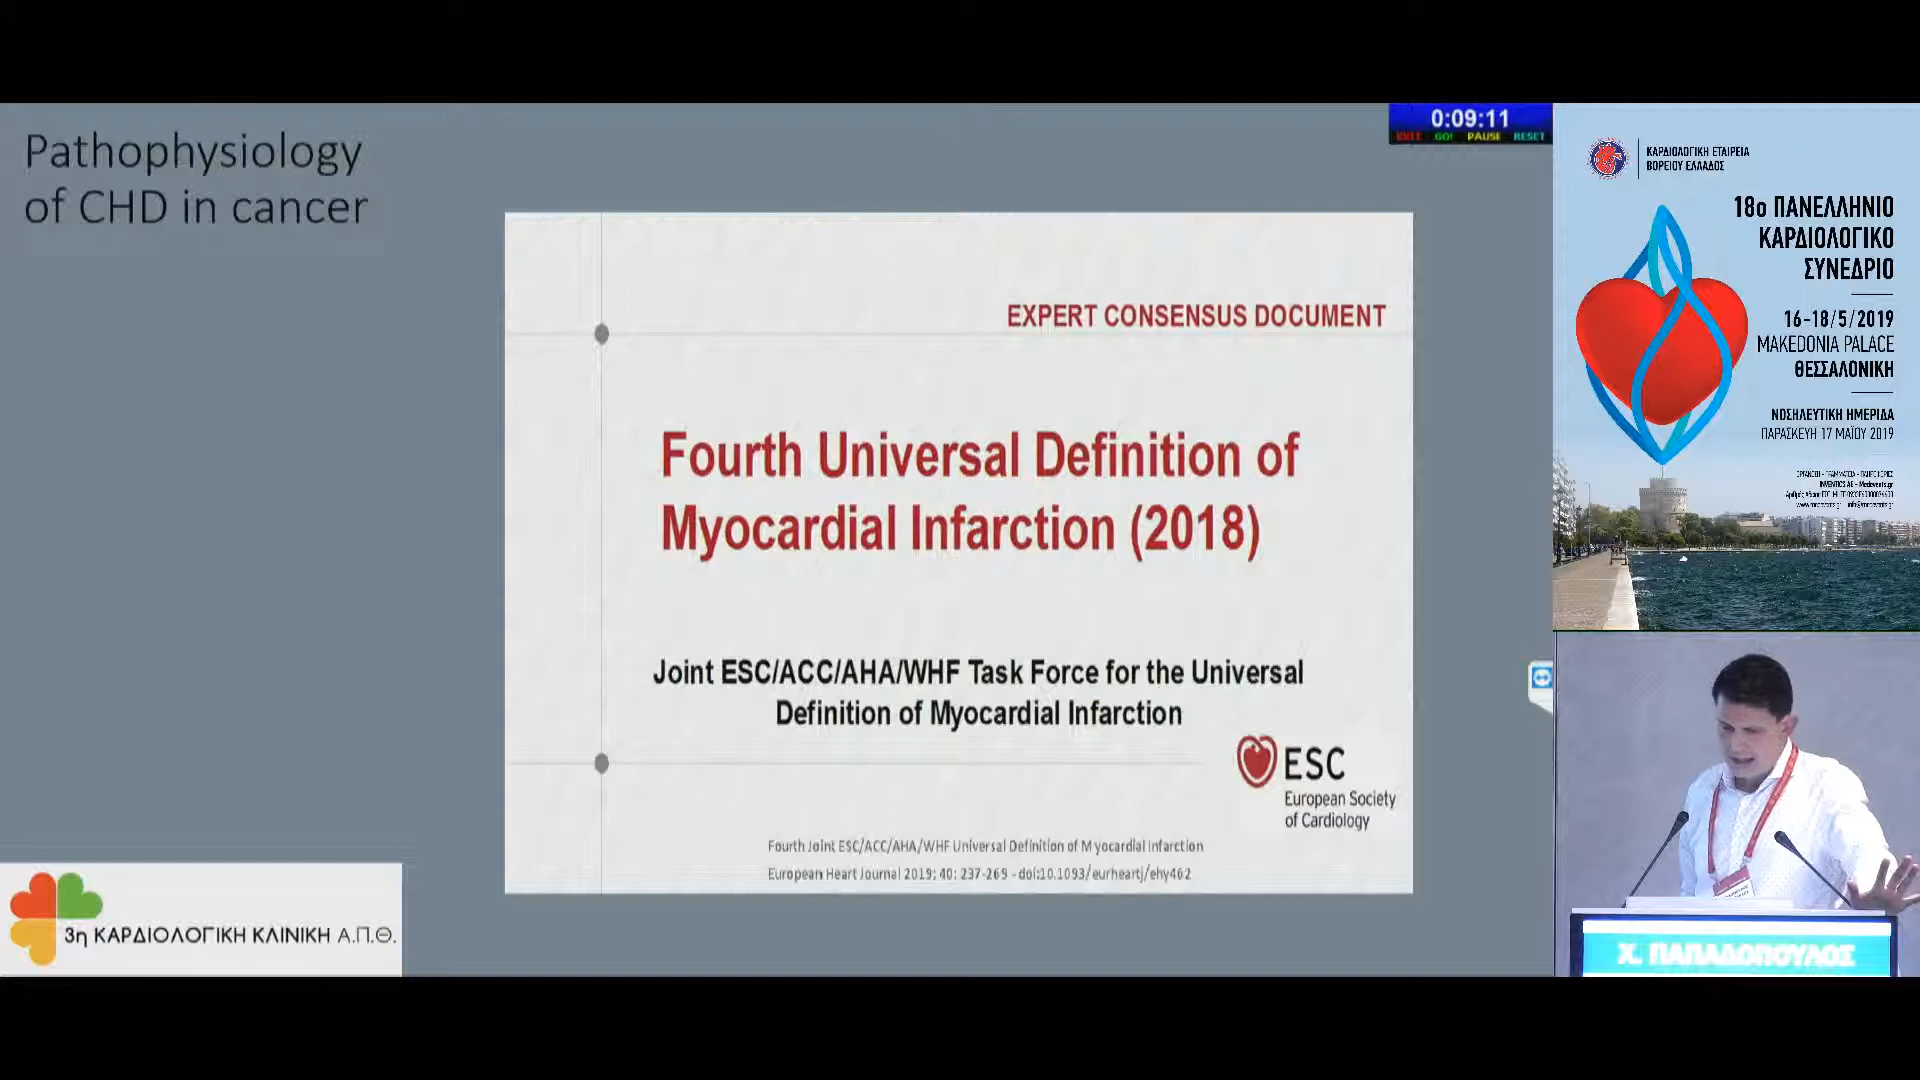 Pathophysiology
of CHD in cancer
0:09:11
EXIT GO! PAUSE RESET
EXPERT CONSENSUS DOCUMENT
Fourth Universal Definition of
Myocardial Infarction (2018)
Joint ESC/ACC/AHA/WHF Task Force for the Universal
Definition of Myocardial Infarction
ESC
European Society
of Cardiology
Fourth Joint ESC/ACC/AHA/WHF Universal Definition of Myocardial Infarction
European Heart Journal 2019; 40: 237-269 - doi:10.1093/eurheartj/ehy462
3η ΚΑΡΔΙΟΛΟΓΙΚΗ ΚΛΙΝΙΚΗ Α.Π.Θ.
ΚΑΡΔΙΟΛΟΓΙΚΗ ΕΤΑΙΡΕΙΑ
ΒΟΡΕΙΟΥ ΕΛΛΑΔΟΣ
18ο ΠΑΝΕΛΛΗΝΙΟ
ΚΑΡΔΙΟΛΟΓΙΚΟ
ΣΥΝΕΔΡΙΟ
16-18/5/2019
MAKEDONIA PALACE
ΘΕΣΣΑΛΟΝΙΚΗ
ΝΟΣΗΛΕΥΤΙΚΗ ΗΜΕΡΙΔΑ
ΠΑΡΑΣΚΕΥΗ 17 ΜΑΪΟΥ 2019
Χ. ΠΑΠΑΔΟΠΟΥΛΟΣ